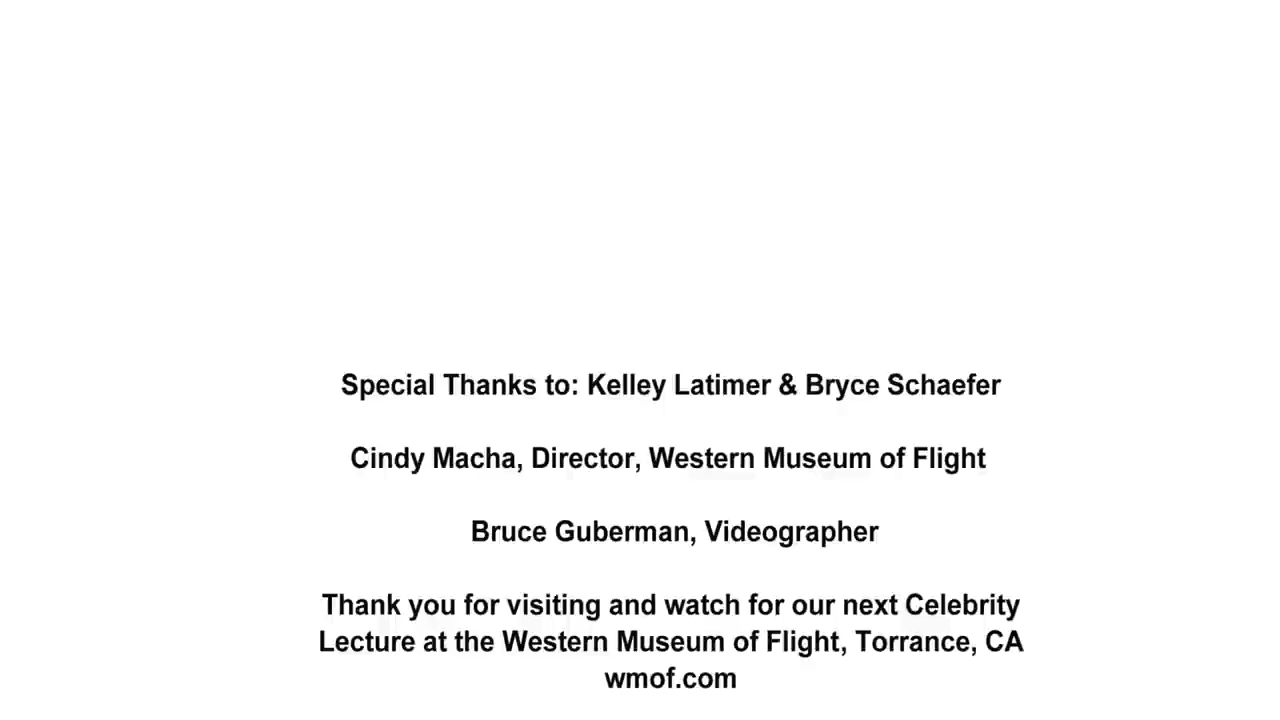 Special Thanks to: Kelley Latimer & Bryce Schaefer
Cindy Macha, Director, Western Museum of Flight
Bruce Guberman, Videographer
Thank you for visiting and watch for our next Celebrity
Lecture at the Western Museum of Flight, Torrance, CA
wmof.com